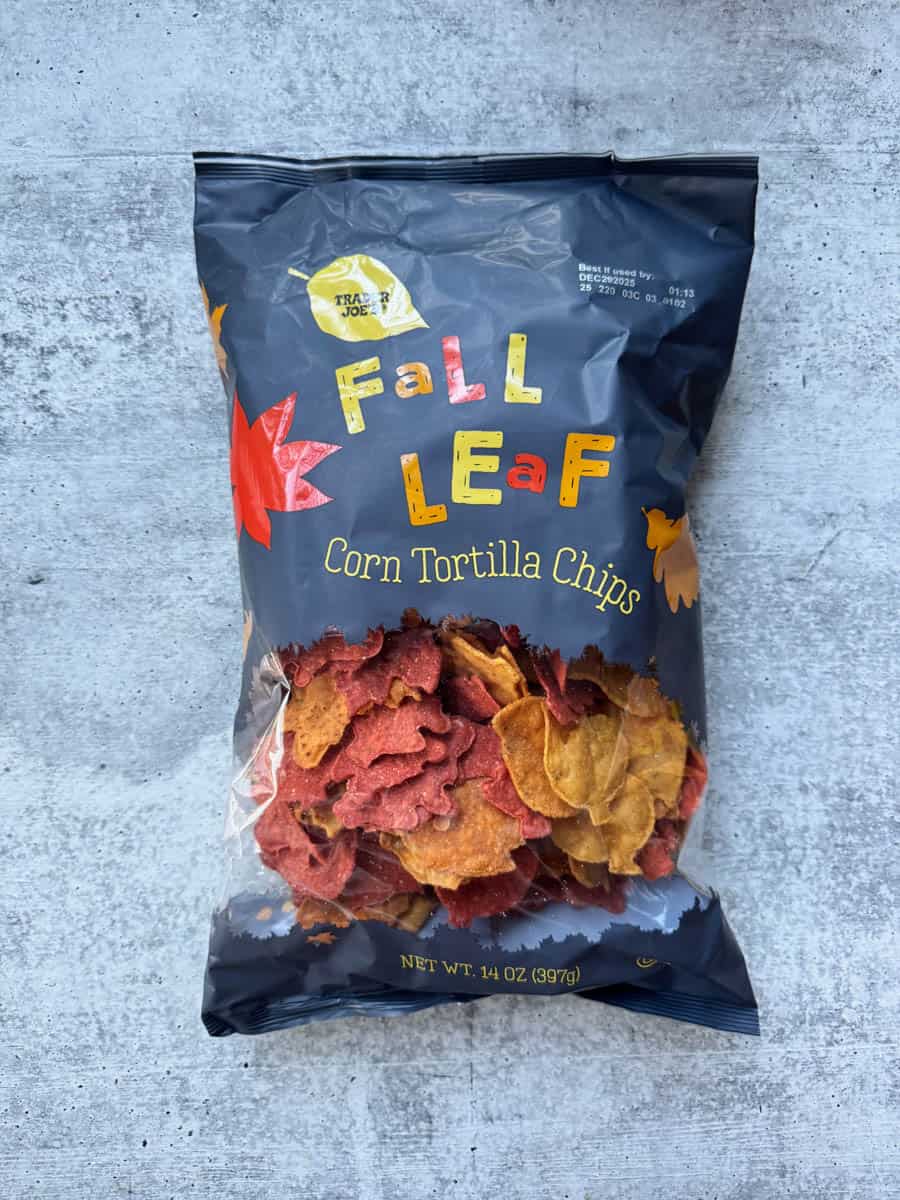 TRADER
JOE'S
Best If used by:
DEC292025 01:13
25 220 03C 03 0102
FaLL
LEaF
Corn Tortilla Chips
NET WT. 14 OZ (397g)